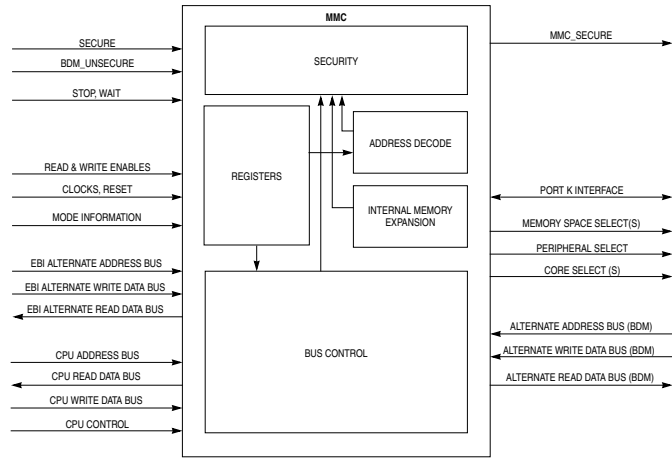 MMC
SECURE
BDM_UNSECURE
STOP, WAIT
READ & WRITE ENABLES
CLOCKS, RESET
MODE INFORMATION
EBI ALTERNATE ADDRESS BUS
EBI ALTERNATE WRITE DATA BUS
EBI ALTERNATE READ DATA BUS
CPU ADDRESS BUS
CPU READ DATA BUS
CPU WRITE DATA BUS
CPU CONTROL
SECURITY
REGISTERS
ADDRESS DECODE
INTERNAL MEMORY
EXPANSION
BUS CONTROL
MMC_SECURE
PORT K INTERFACE
MEMORY SPACE SELECT(S)
PERIPHERAL SELECT
CORE SELECT (S)
ALTERNATE ADDRESS BUS (BDM)
ALTERNATE WRITE DATA BUS (BDM)
ALTERNATE READ DATA BUS (BDM)